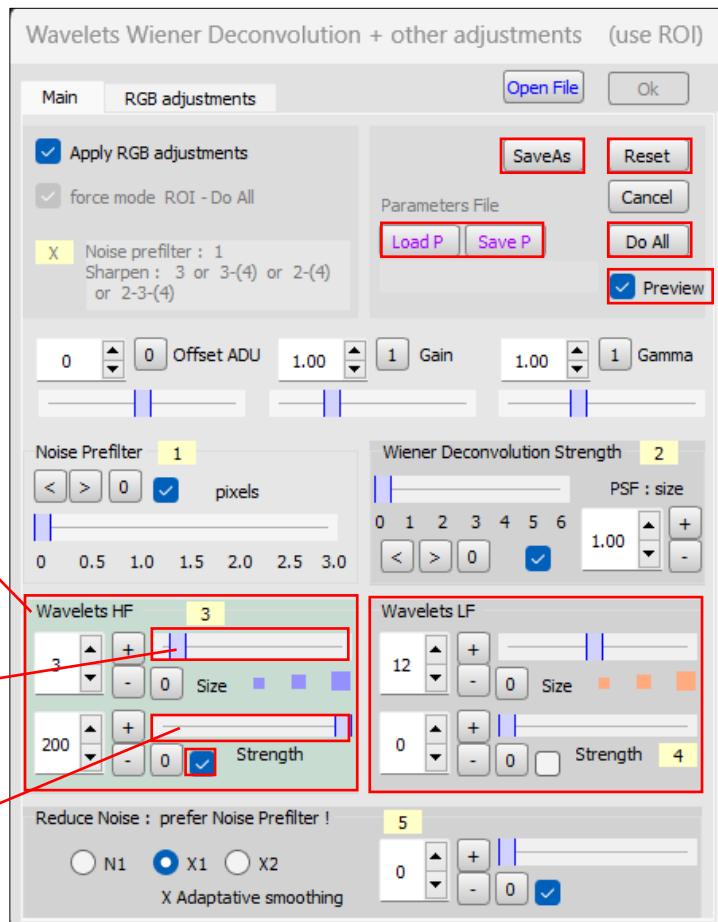 Wavelets Wiener Deconvolution + other adjustments (use ROI)
Main RGB adjustments Open File Ok
Apply RGB adjustments
force mode ROI - Do All
X Noise prefilter : 1
Sharpen : 3 or 3-(4) or 2-(4)
or 2-3-(4)
SaveAs Reset
Parameters File Cancel
Load P Save P Do All
Preview
0 0 Offset ADU 1.00 1 Gain 1.00 1 Gamma
Noise Prefilter 1
< > 0 pixels
0 0.5 1.0 1.5 2.0 2.5 3.0
Wiener Deconvolution Strength 2
PSF : size
0 1 2 3 4 5 6
1.00 +
< > 0 -
Wavelets HF 3
3 +
- 0 Size
200 +
- 0 Strength
Wavelets LF
12 +
- 0 Size
0 +
- 0 Strength 4
Reduce Noise : prefer Noise Prefilter ! 5
N1 X1 X2
X Adaptative smoothing
0 +
- 0